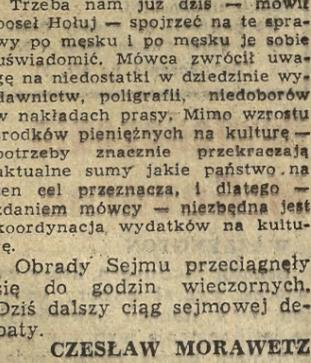 Trzeba nam już dziś — mówił
poseł Hołuj — spojrzeć na te spra-
wy po męsku i po męsku je sobie
uświadomić. Mówca zwrócił uwa-
gę na niedostatki w dziedzinie wy-
dawnictw, poligrafii, niedoborów
w nakładach prasy. Mimo wzrostu
środków pieniężnych na kulturę —
potrzeby znacznie przekraczają
aktualne sumy jakie państwo na
ten cel przeznacza, i dlatego —
zdaniem mówcy — niezbędna jest
koordynacja wydatków na kultu-
rę.
Obrady Sejmu przeciągnęły
się do godzin wieczornych.
Dziś dalszy ciąg sejmowej de-
baty.
CZESŁAW MORAWETZ